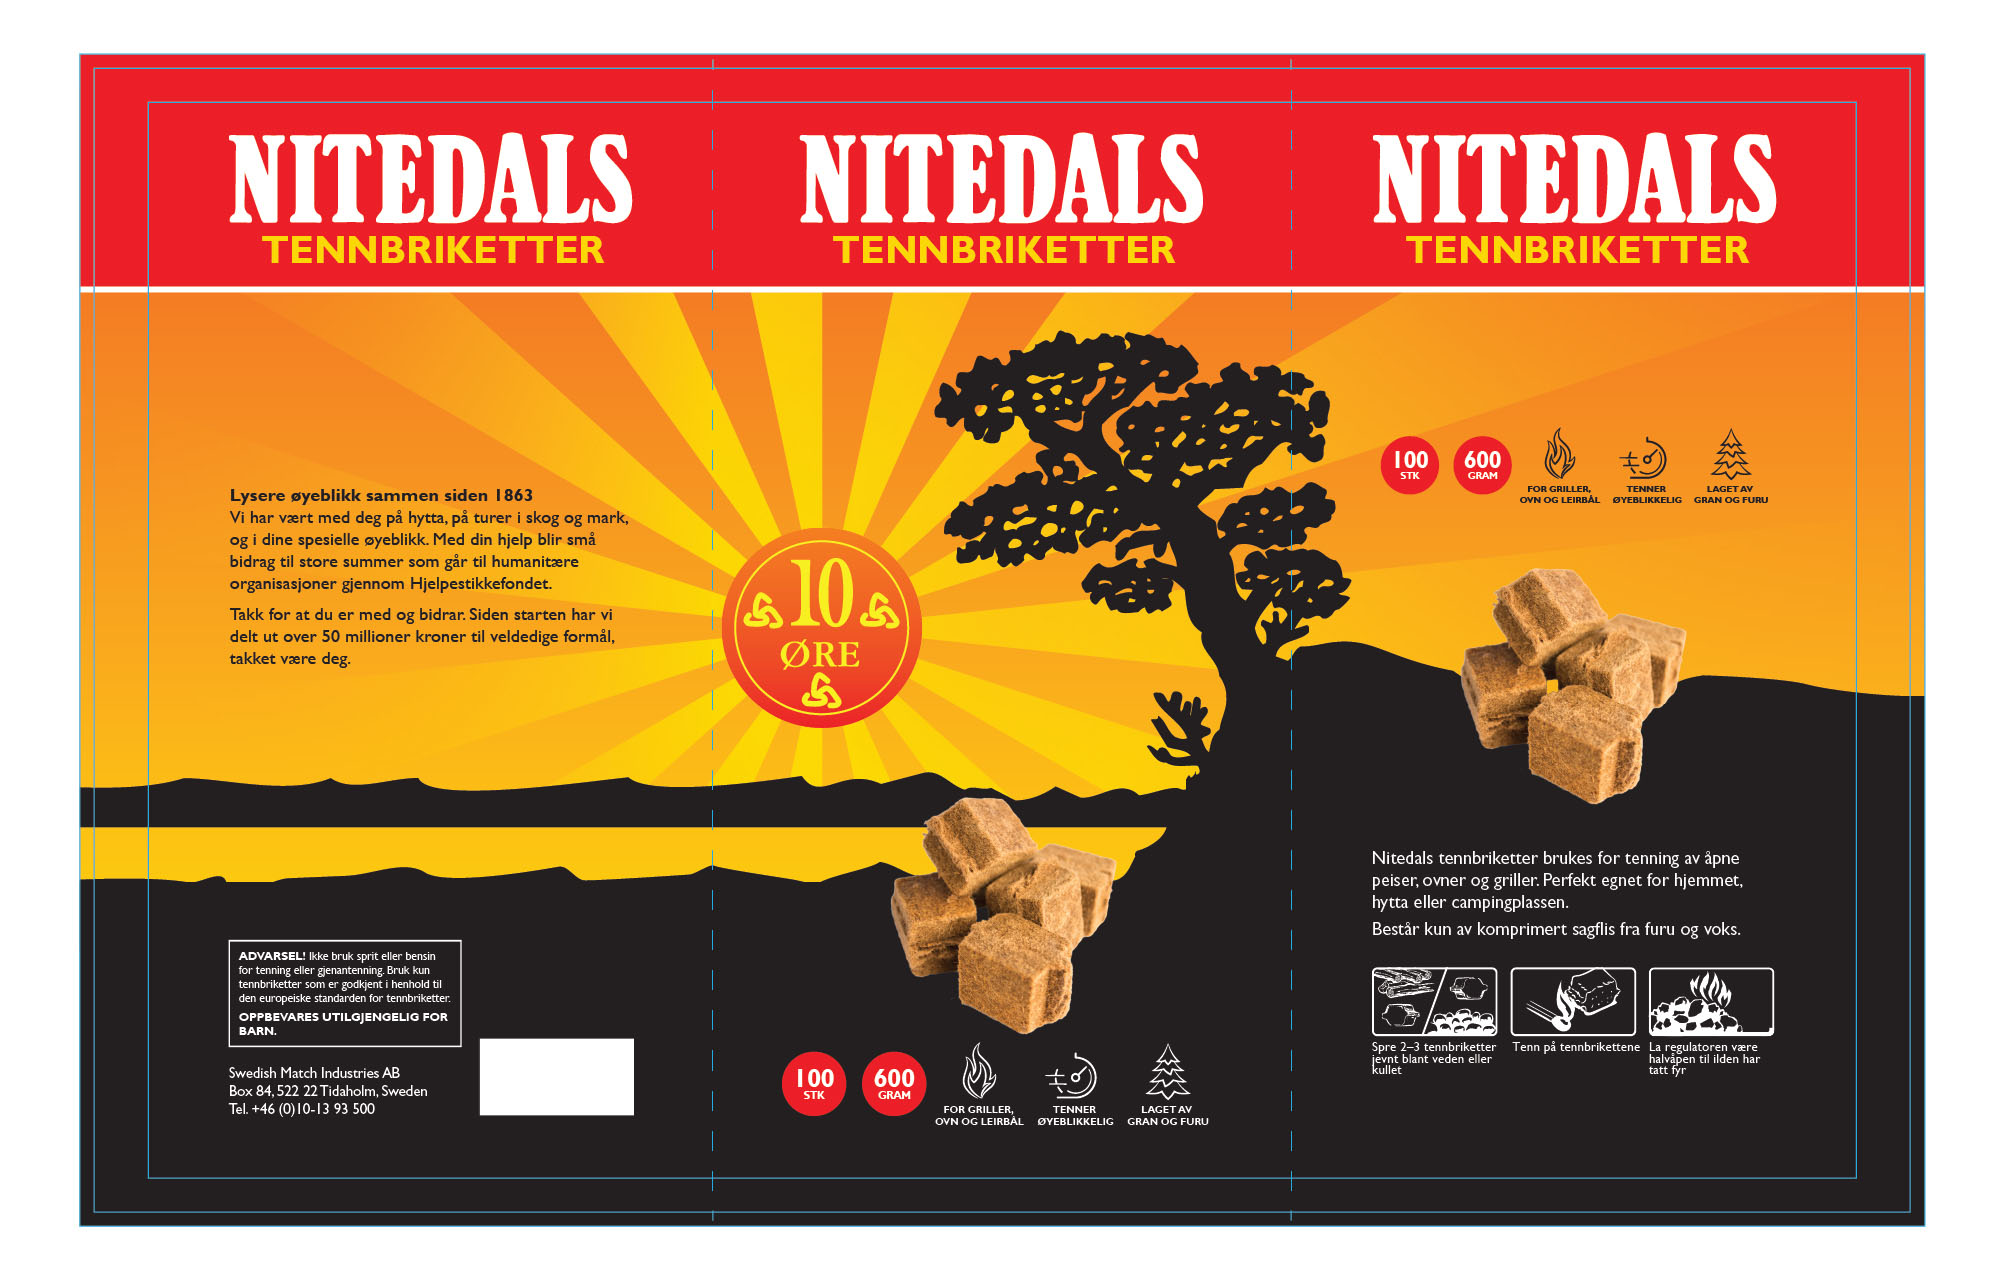 NITEDALS
TENNBRIKETTER
Lysere øyeblikk sammen siden 1863
Vi har vært med deg på hytta, på turer i skog og mark,
og i dine spesielle øyeblikk. Med din hjelp blir små
bidrag til store summer som går til humanitære
organisasjoner gjennom Hjelpestikkefondet.
Takk for at du er med og bidrar. Siden starten har vi
delt ut over 50 millioner kroner til veldedige formål,
takket være deg.
ADVARSEL! Ikke bruk sprit eller bensin
for tenning eller gjenantenning. Bruk kun
tennbriketter som er godkjent i henhold til
den europeiske standarden for tennbriketter.
OPPBEVARES UTILGJENGELIG FOR
BARN.
Swedish Match Industries AB
Box 84, 522 22 Tidaholm, Sweden
Tel. +46 (0)10-13 93 500
NITEDALS
TENNBRIKETTER
10
ØRE
100
STK
600
GRAM
FOR GRILLER,
OVN OG LEIRBÅL
TENNER
ØYEBLIKKELIG
LAGET AV
GRAN OG FURU
NITEDALS
TENNBRIKETTER
100
STK
600
GRAM
FOR GRILLER,
OVN OG LEIRBÅL
TENNER
ØYEBLIKKELIG
LAGET AV
GRAN OG FURU
Nitedals tennbriketter brukes for tenning av åpne
peiser, ovner og griller. Perfekt egnet for hjemmet,
hytta eller campingplassen.
Består kun av komprimert sagflis fra furu og voks.
Spre 2–3 tennbriketter
jevnt blant veden eller
kullet
Tenn på tennbrikettene
La regulatoren være
halvåpen til ilden har
tatt fyr